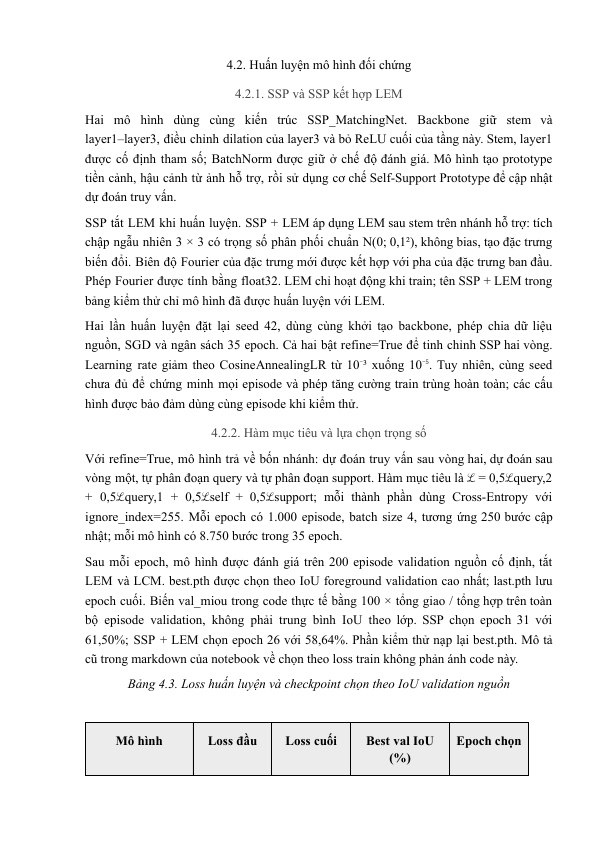 4.2. Huấn luyện mô hình đối chứng
4.2.1. SSP và SSP kết hợp LEM
Hai mô hình dùng cùng kiến trúc SSP_MatchingNet. Backbone giữ stem và
layer1–layer3, điều chỉnh dilation của layer3 và bỏ ReLU cuối của tầng này. Stem, layer1
được cố định tham số; BatchNorm được giữ ở chế độ đánh giá. Mô hình tạo prototype
tiền cảnh, hậu cảnh từ ảnh hỗ trợ, rồi sử dụng cơ chế Self-Support Prototype để cập nhật
dự đoán truy vấn.
SSP tắt LEM khi huấn luyện. SSP + LEM áp dụng LEM sau stem trên nhánh hỗ trợ: tích
chập ngẫu nhiên 3 × 3 có trọng số phân phối chuẩn N(0; 0,1²), không bias, tạo đặc trưng
biến đổi. Biên độ Fourier của đặc trưng mới được kết hợp với pha của đặc trưng ban đầu.
Phép Fourier được tính bằng float32. LEM chỉ hoạt động khi train; tên SSP + LEM trong
bảng kiểm thử chỉ mô hình đã được huấn luyện với LEM.
Hai lần huấn luyện đặt lại seed 42, dùng cùng khởi tạo backbone, phép chia dữ liệu
nguồn, SGD và ngân sách 35 epoch. Cả hai bật refine=True để tinh chỉnh SSP hai vòng.
Learning rate giảm theo CosineAnnealingLR từ 10⁻³ xuống 10⁻⁵. Tuy nhiên, cùng seed
chưa đủ để chứng minh mọi episode và phép tăng cường train trùng hoàn toàn; các cấu
hình được bảo đảm dùng cùng episode khi kiểm thử.
4.2.2. Hàm mục tiêu và lựa chọn trọng số
Với refine=True, mô hình trả về bốn nhánh: dự đoán truy vấn sau vòng hai, dự đoán sau
vòng một, tự phân đoạn query và tự phân đoạn support. Hàm mục tiêu là ℒ = 0,5ℒquery,2
+ 0,5ℒquery,1 + 0,5ℒself + 0,5ℒsupport; mỗi thành phần dùng Cross-Entropy với
ignore_index=255. Mỗi epoch có 1.000 episode, batch size 4, tương ứng 250 bước cập
nhật; mỗi mô hình có 8.750 bước trong 35 epoch.
Sau mỗi epoch, mô hình được đánh giá trên 200 episode validation nguồn cố định, tắt
LEM và LCM. best.pth được chọn theo IoU foreground validation cao nhất; last.pth lưu
epoch cuối. Biến val_miou trong code thực tế bằng 100 × tổng giao / tổng hợp trên toàn
bộ episode validation, không phải trung bình IoU theo lớp. SSP chọn epoch 31 với
61,50%; SSP + LEM chọn epoch 26 với 58,64%. Phần kiểm thử nạp lại best.pth. Mô tả
cũ trong markdown của notebook về chọn theo loss train không phản ánh code này.
Bảng 4.3. Loss huấn luyện và checkpoint chọn theo IoU validation nguồn
Mô hình Loss đầu Loss cuối Best val IoU Epoch chọn
(%)